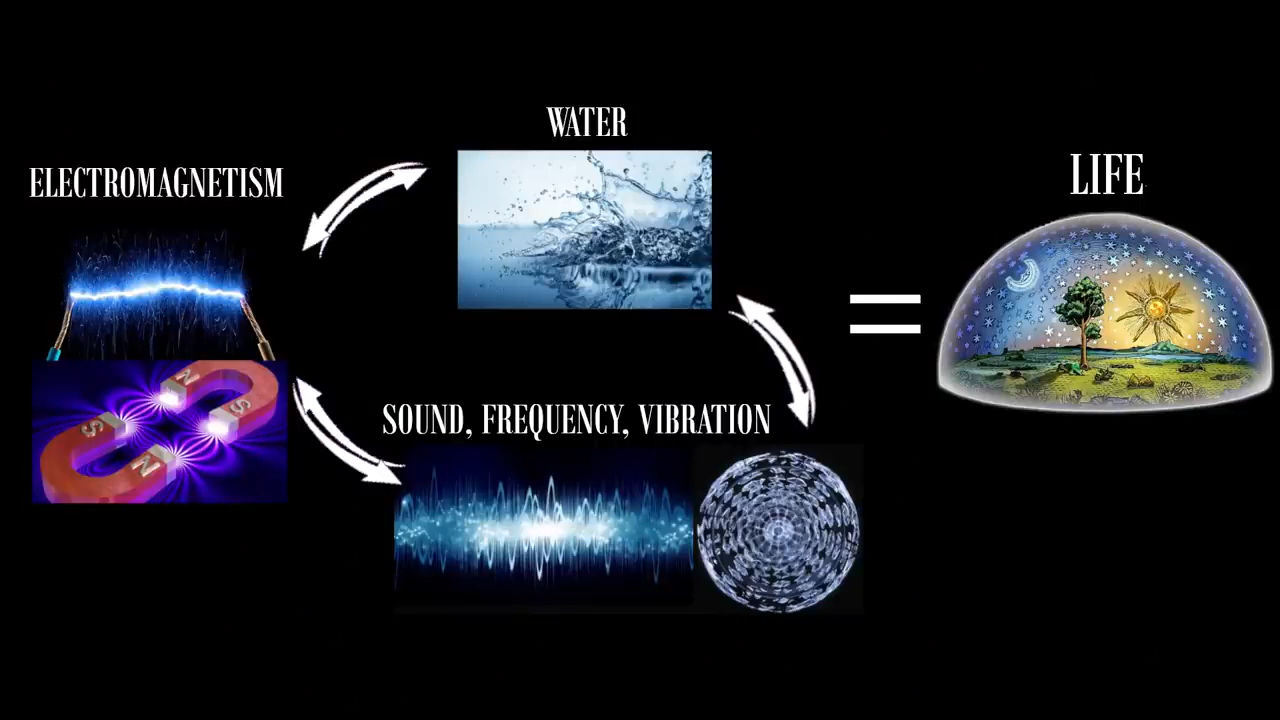 WATER
ELECTROMAGNETISM
LIFE
N
S
S
N
SOUND, FREQUENCY, VIBRATION